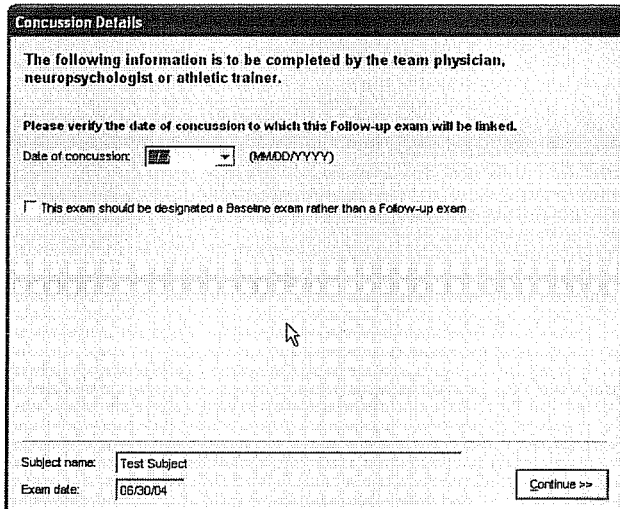 Concussion Details
The following information is to be completed by the team physician,
neuropsychologist or athletic trainer.
Please verify the date of concussion to which this Follow-up exam will be linked.
Date of concussion: (MM/DD/YYYY)
This exam should be designated a Baseline exam rather than a Follow-up exam
Subject name: Test Subject
Exam date: 06/30/04
Continue >>